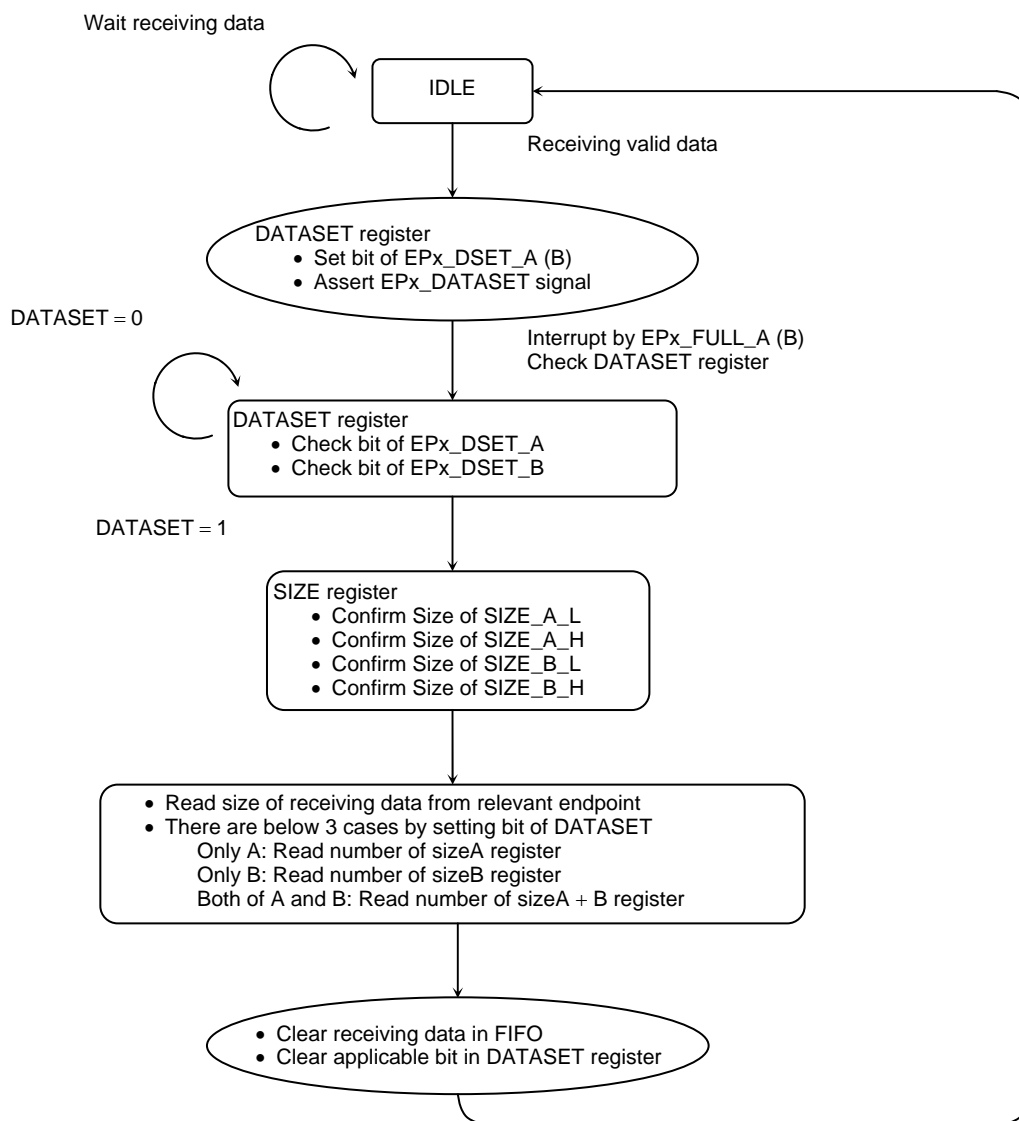 Wait receiving data
IDLE
Receiving valid data
DATASET register
• Set bit of EPx_DSET_A (B)
• Assert EPx_DATASET signal
DATASET = 0
Interrupt by EPx_FULL_A (B)
Check DATASET register
DATASET register
• Check bit of EPx_DSET_A
• Check bit of EPx_DSET_B
DATASET = 1
SIZE register
• Confirm Size of SIZE_A_L
• Confirm Size of SIZE_A_H
• Confirm Size of SIZE_B_L
• Confirm Size of SIZE_B_H
• Read size of receiving data from relevant endpoint
• There are below 3 cases by setting bit of DATASET
Only A: Read number of sizeA register
Only B: Read number of sizeB register
Both of A and B: Read number of sizeA + B register
• Clear receiving data in FIFO
• Clear applicable bit in DATASET register